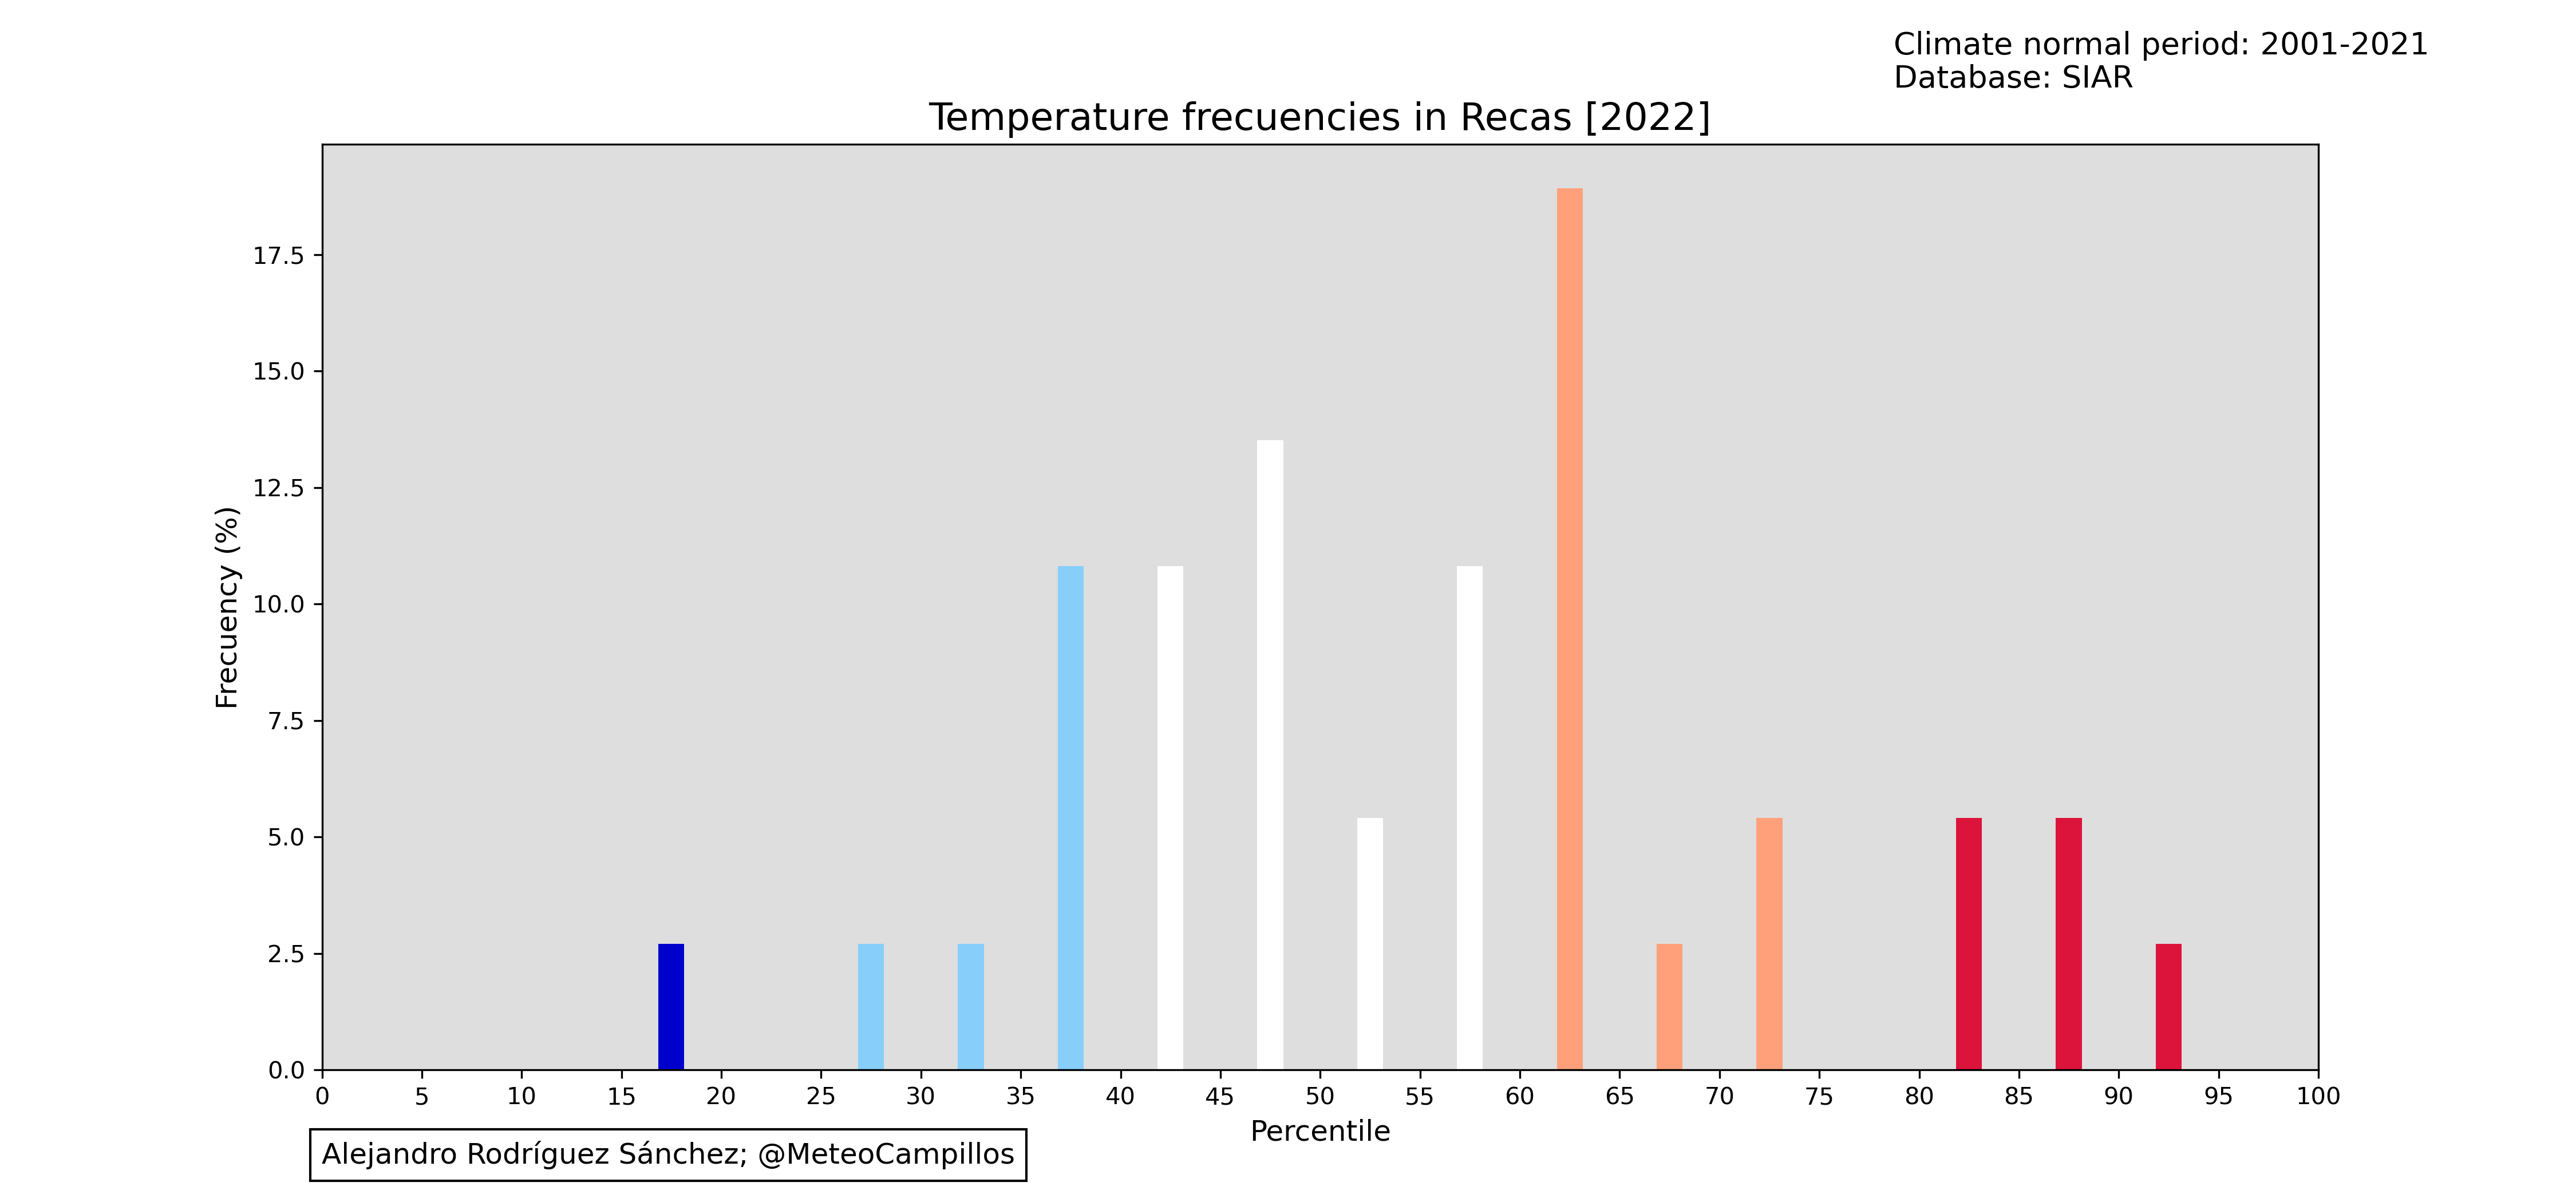 Climate normal period: 2001-2021
Database: SIAR
Temperature frecuencies in Recas [2022]
Frecuency (%)
17.5
15.0
12.5
10.0
7.5
5.0
2.5
0.0
0 5 10 15 20 25 30 35 40 45 50 55 60 65 70 75 80 85 90 95 100
Percentile
Alejandro Rodríguez Sánchez; @MeteoCampillos